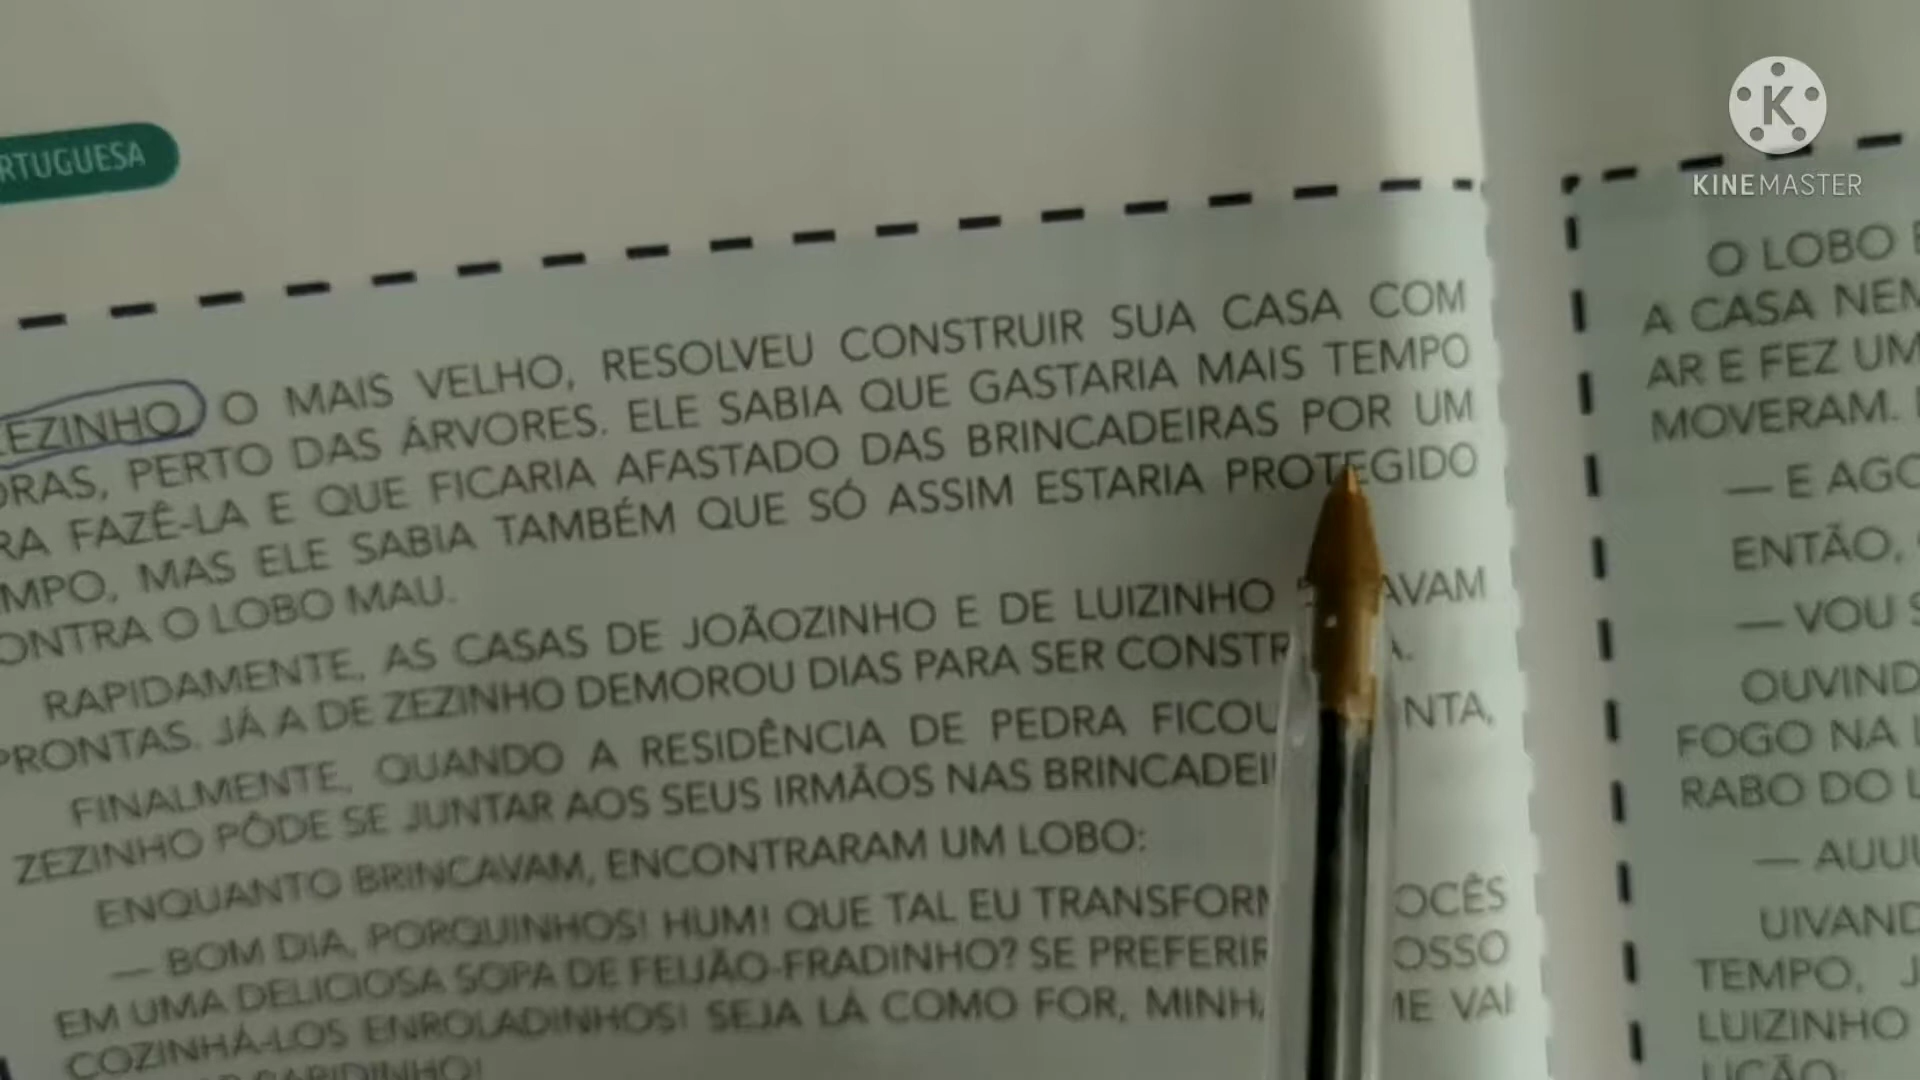 RTUGUESA
KINEMASTER
EZINHO O MAIS VELHO, RESOLVEU CONSTRUIR SUA CASA COM
ORAS, PERTO DAS ÁRVORES. ELE SABIA QUE GASTARIA MAIS TEMPO
RA FAZÊ-LA E QUE FICARIA AFASTADO DAS BRINCADEIRAS POR UM
MPO, MAS ELE SABIA TAMBÉM QUE SÓ ASSIM ESTARIA PROTEGIDO
ONTRA O LOBO MAU.
RAPIDAMENTE, AS CASAS DE JOÃOZINHO E DE LUIZINHO AVAM
PRONTAS. JÁ A DE ZEZINHO DEMOROU DIAS PARA SER CONSTR A.
FINALMENTE, QUANDO A RESIDÊNCIA DE PEDRA FICOU NTA,
ZEZINHO PÔDE SE JUNTAR AOS SEUS IRMÃOS NAS BRINCADEI
ENQUANTO BRINCAVAM, ENCONTRARAM UM LOBO:
— BOM DIA, PORQUINHOS! HUM! QUE TAL EU TRANSFORM OCÊS
EM UMA DELICIOSA SOPA DE FEIJÃO-FRADINHO? SE PREFERIR OSSO
COZINHÁ-LOS ENROLADINHOS! SEJA LÁ COMO FOR, MINH ME VAI
O LOBO
A CASA NEM
AR E FEZ UM
MOVERAM.
— E AGO
ENTÃO,
— VOU S
OUVIND
FOGO NA L
RABO DO L
— AUUU
UIVAND
TEMPO, J
LUIZINHO
LUÇÃO: